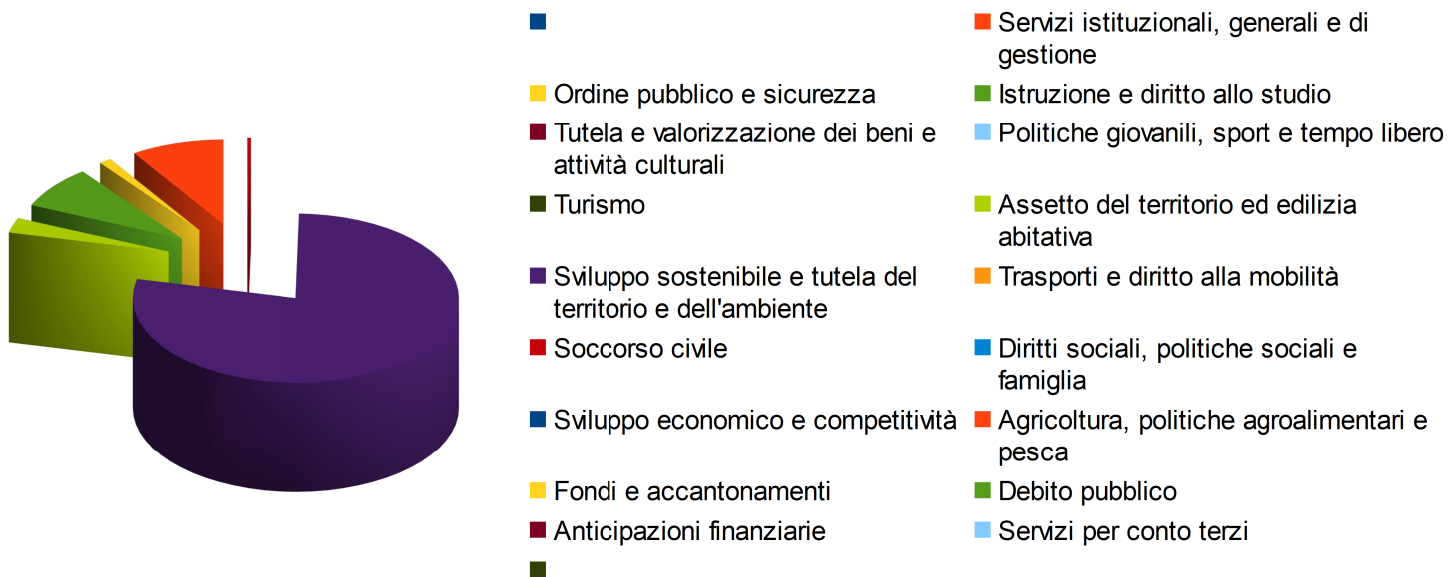 Servizi istituzionali, generali e di
gestione
Ordine pubblico e sicurezza
Istruzione e diritto allo studio
Tutela e valorizzazione dei beni e
attività culturali
Politiche giovanili, sport e tempo libero
Turismo
Assetto del territorio ed edilizia
abitativa
Sviluppo sostenibile e tutela del
territorio e dell'ambiente
Trasporti e diritto alla mobilità
Soccorso civile
Diritti sociali, politiche sociali e
famiglia
Sviluppo economico e competitività
Agricoltura, politiche agroalimentari e
pesca
Fondi e accantonamenti
Debito pubblico
Anticipazioni finanziarie
Servizi per conto terzi